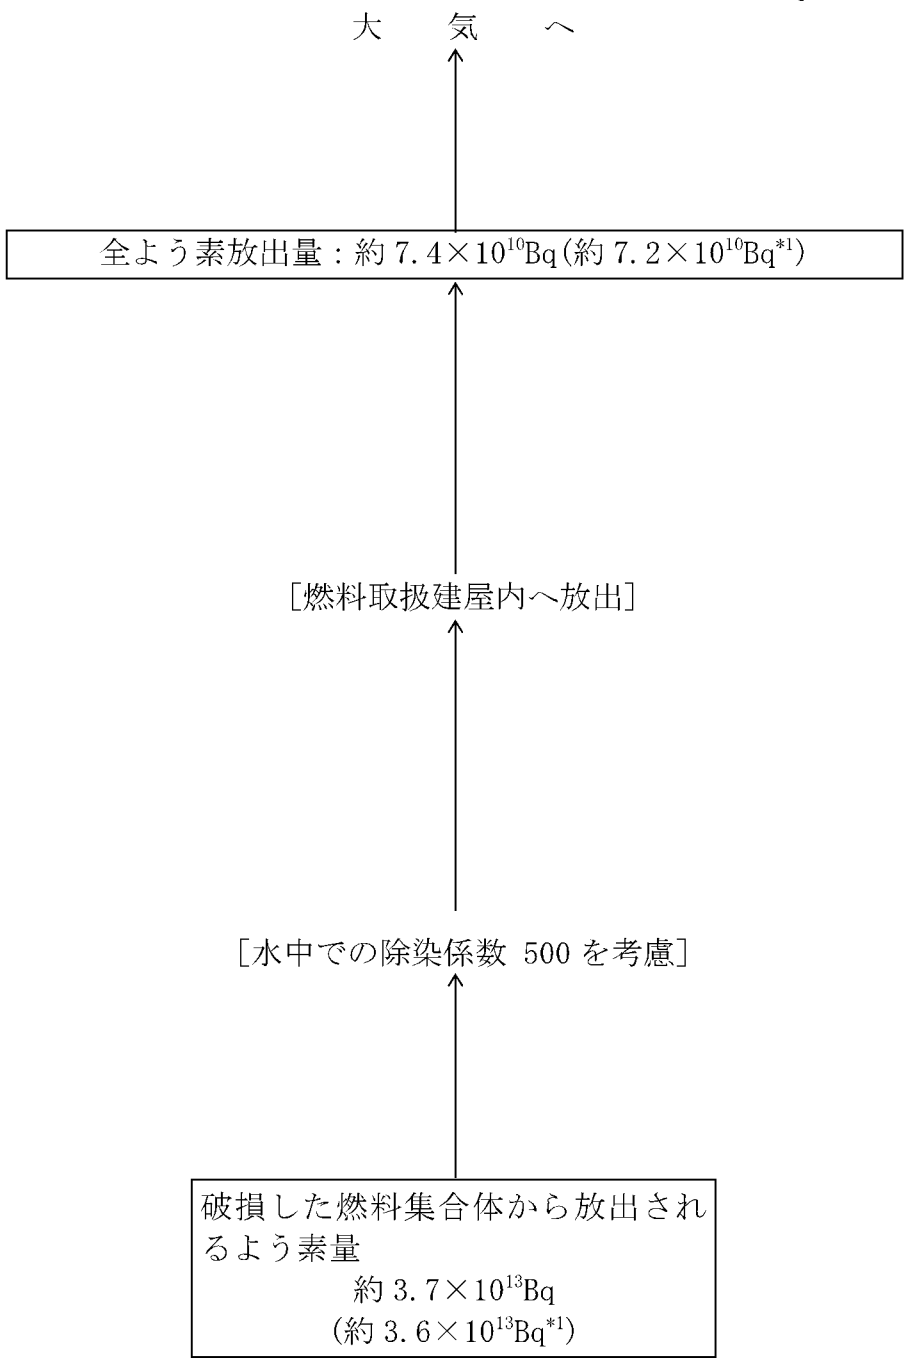 大気へ
全よう素放出量：約7.4×10¹⁰Bq(約7.2×10¹⁰Bq*¹)
[燃料取扱建屋内へ放出]
[水中での除染係数 500を考慮]
破損した燃料集合体から放出され
るよう素量
約3.7×10¹³Bq
(約3.6×10¹³Bq*¹)